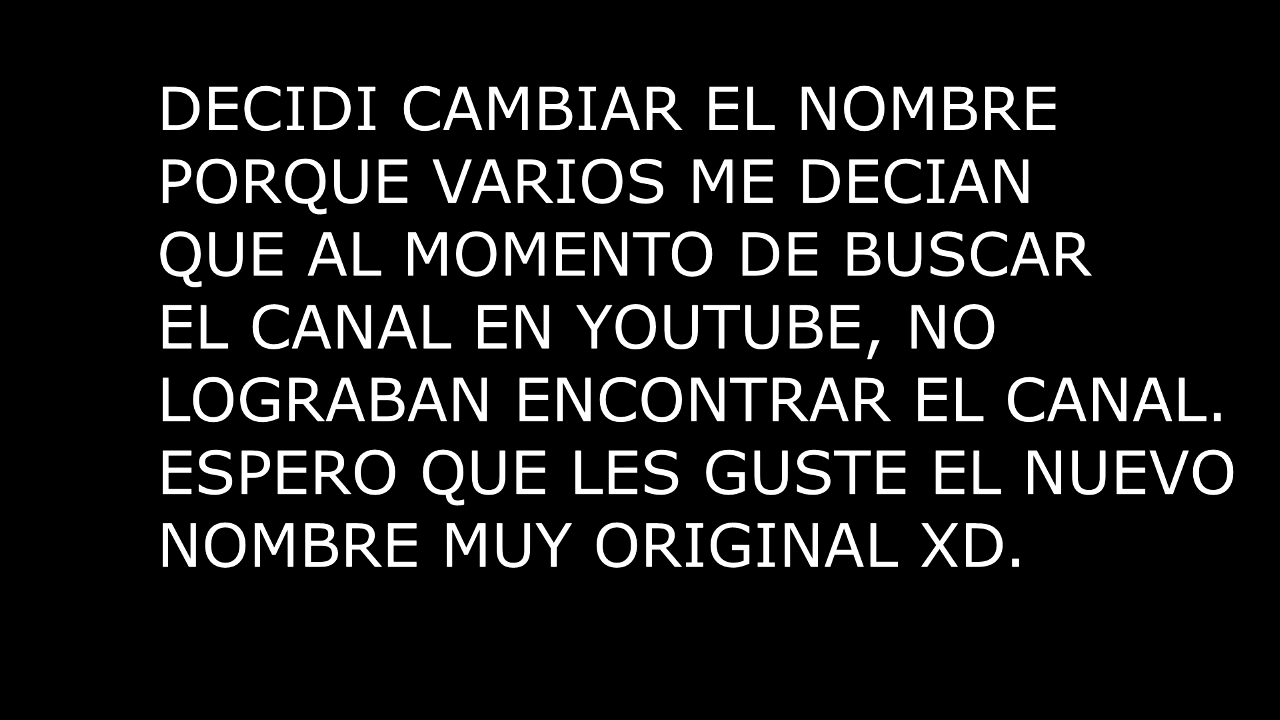 DECIDI CAMBIAR EL NOMBRE
PORQUE VARIOS ME DECIAN
QUE AL MOMENTO DE BUSCAR
EL CANAL EN YOUTUBE, NO
LOGRABAN ENCONTRAR EL CANAL.
ESPERO QUE LES GUSTE EL NUEVO
NOMBRE MUY ORIGINAL XD.